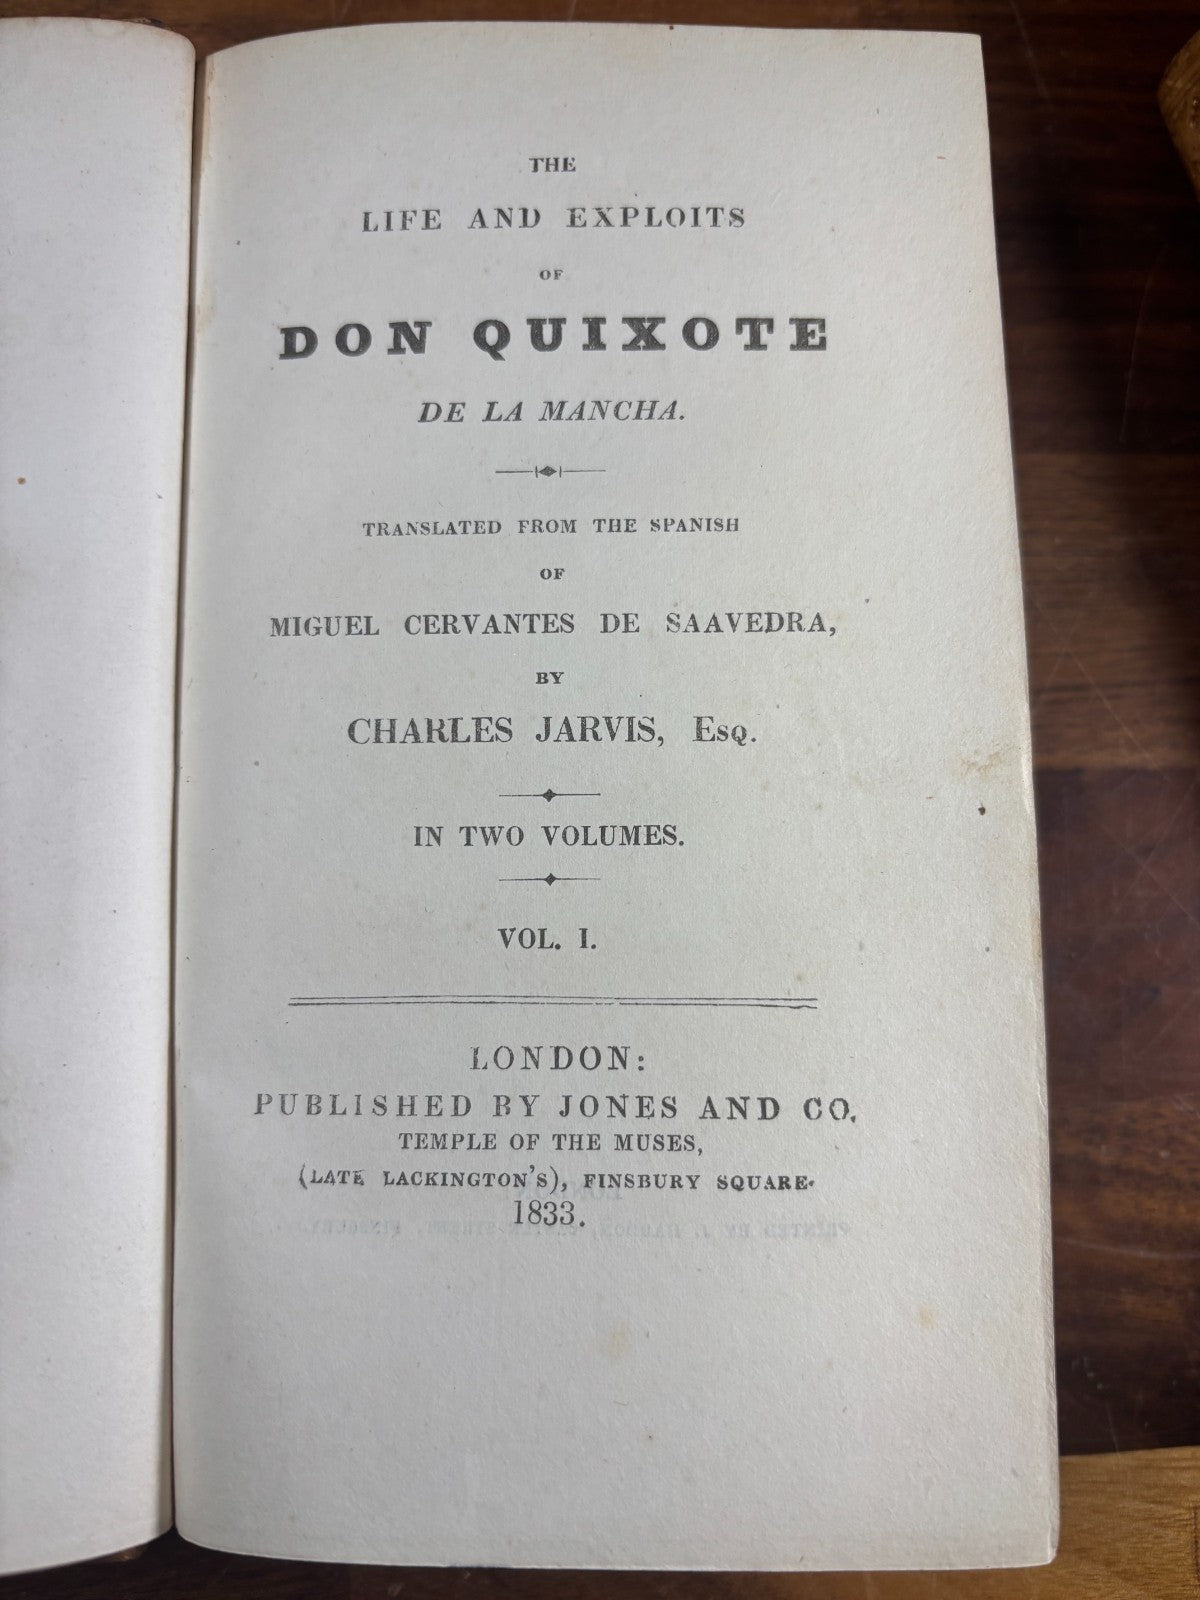 THE
LIFE AND EXPLOITS
OF
DON QUIXOTE
DE LA MANCHA.
TRANSLATED FROM THE SPANISH
OF
MIGUEL CERVANTES DE SAAVEDRA,
BY
CHARLES JARVIS, Esq.
IN TWO VOLUMES.
VOL. I.
LONDON:
PUBLISHED BY JONES AND CO.
TEMPLE OF THE MUSES,
(LATE LACKINGTON'S), FINSBURY SQUARE.
1833.